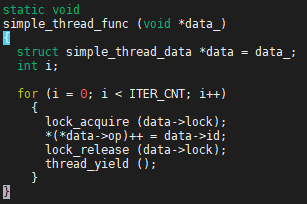 static void
simple_thread_func (void *data_)
{
  struct simple_thread_data *data = data_;
  int i;

  for (i = 0; i < ITER_CNT; i++)
    {
      lock_acquire (data->lock);
      *(*data->op)++ = data->id;
      lock_release (data->lock);
      thread_yield ();
    }
}